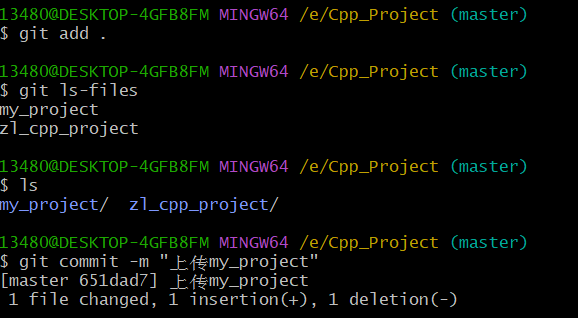 13480@DESKTOP-4GFB8FM MINGW64 /e/Cpp_Project (master)
$ git add .
13480@DESKTOP-4GFB8FM MINGW64 /e/Cpp_Project (master)
$ git ls-files
my_project
zl_cpp_project
13480@DESKTOP-4GFB8FM MINGW64 /e/Cpp_Project (master)
$ ls
my_project/  zl_cpp_project/
13480@DESKTOP-4GFB8FM MINGW64 /e/Cpp_Project (master)
$ git commit -m "上传my_project"
[master 651dad7] 上传my_project
 1 file changed, 1 insertion(+), 1 deletion(-)